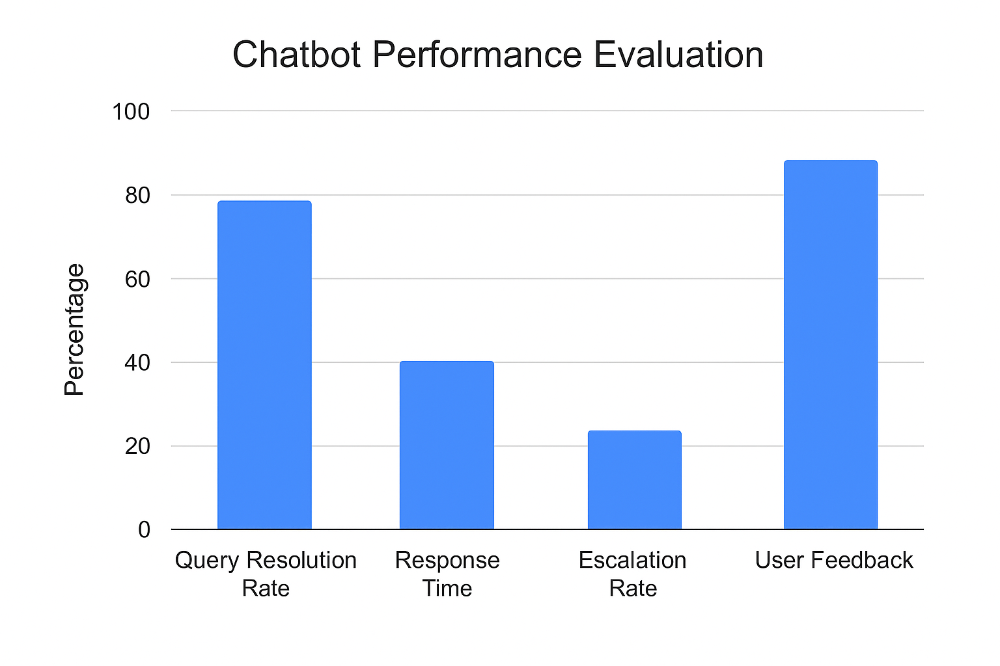 Chatbot Performance Evaluation
100
80
60
40
20
0
Percentage
Query Resolution
Rate
Response
Time
Escalation
Rate
User Feedback